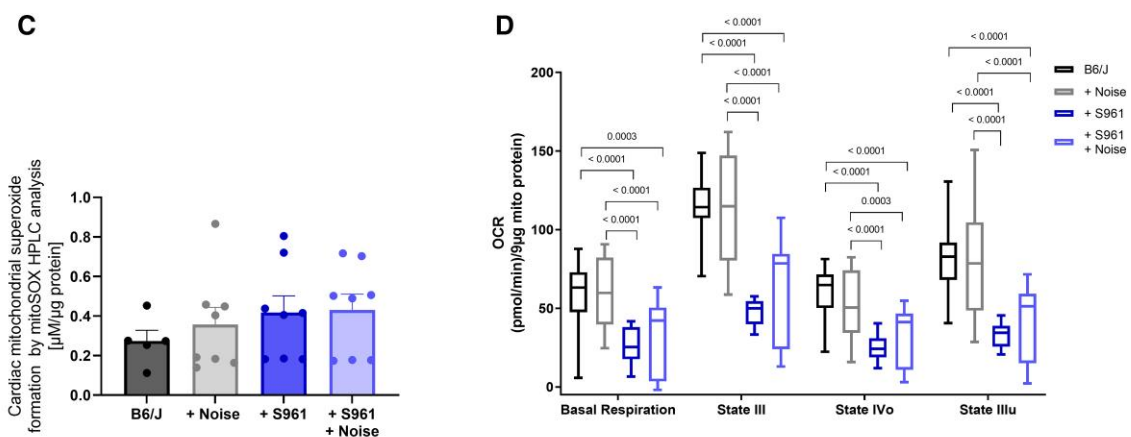 C
Cardiac mitochondrial superoxide
formation by mitoSOX HPLC analysis
[µM/µg protein]
1.0
0.8
0.6
0.4
0.2
0.0
B6/J
+ Noise
+ S961
+ S961
+ Noise
D
OCR
(pmol/min)/9µg mito protein)
200
150
100
50
0
0.0003
< 0.0001
< 0.0001
< 0.0001
< 0.0001
< 0.0001
< 0.0001
< 0.0001
< 0.0001
< 0.0001
0.0003
< 0.0001
< 0.0001
< 0.0001
< 0.0001
< 0.0001
Basal Respiration
State III
State IVo
State IIIu
B6/J
+ Noise
+ S961
+ S961
+ Noise